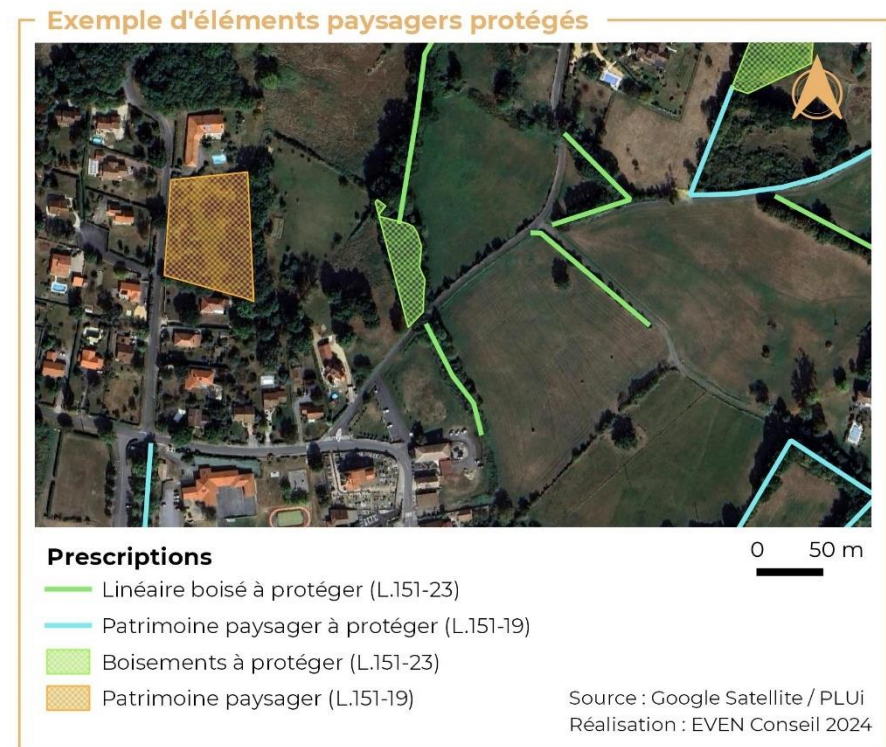 Exemple d'éléments paysagers protégés
Prescriptions
0 50 m
Linéaire boisé à protéger (L.151-23)
Patrimoine paysager à protéger (L.151-19)
Boisements à protéger (L.151-23)
Patrimoine paysager (L.151-19)
Source : Google Satellite / PLUi
Réalisation : EVEN Conseil 2024